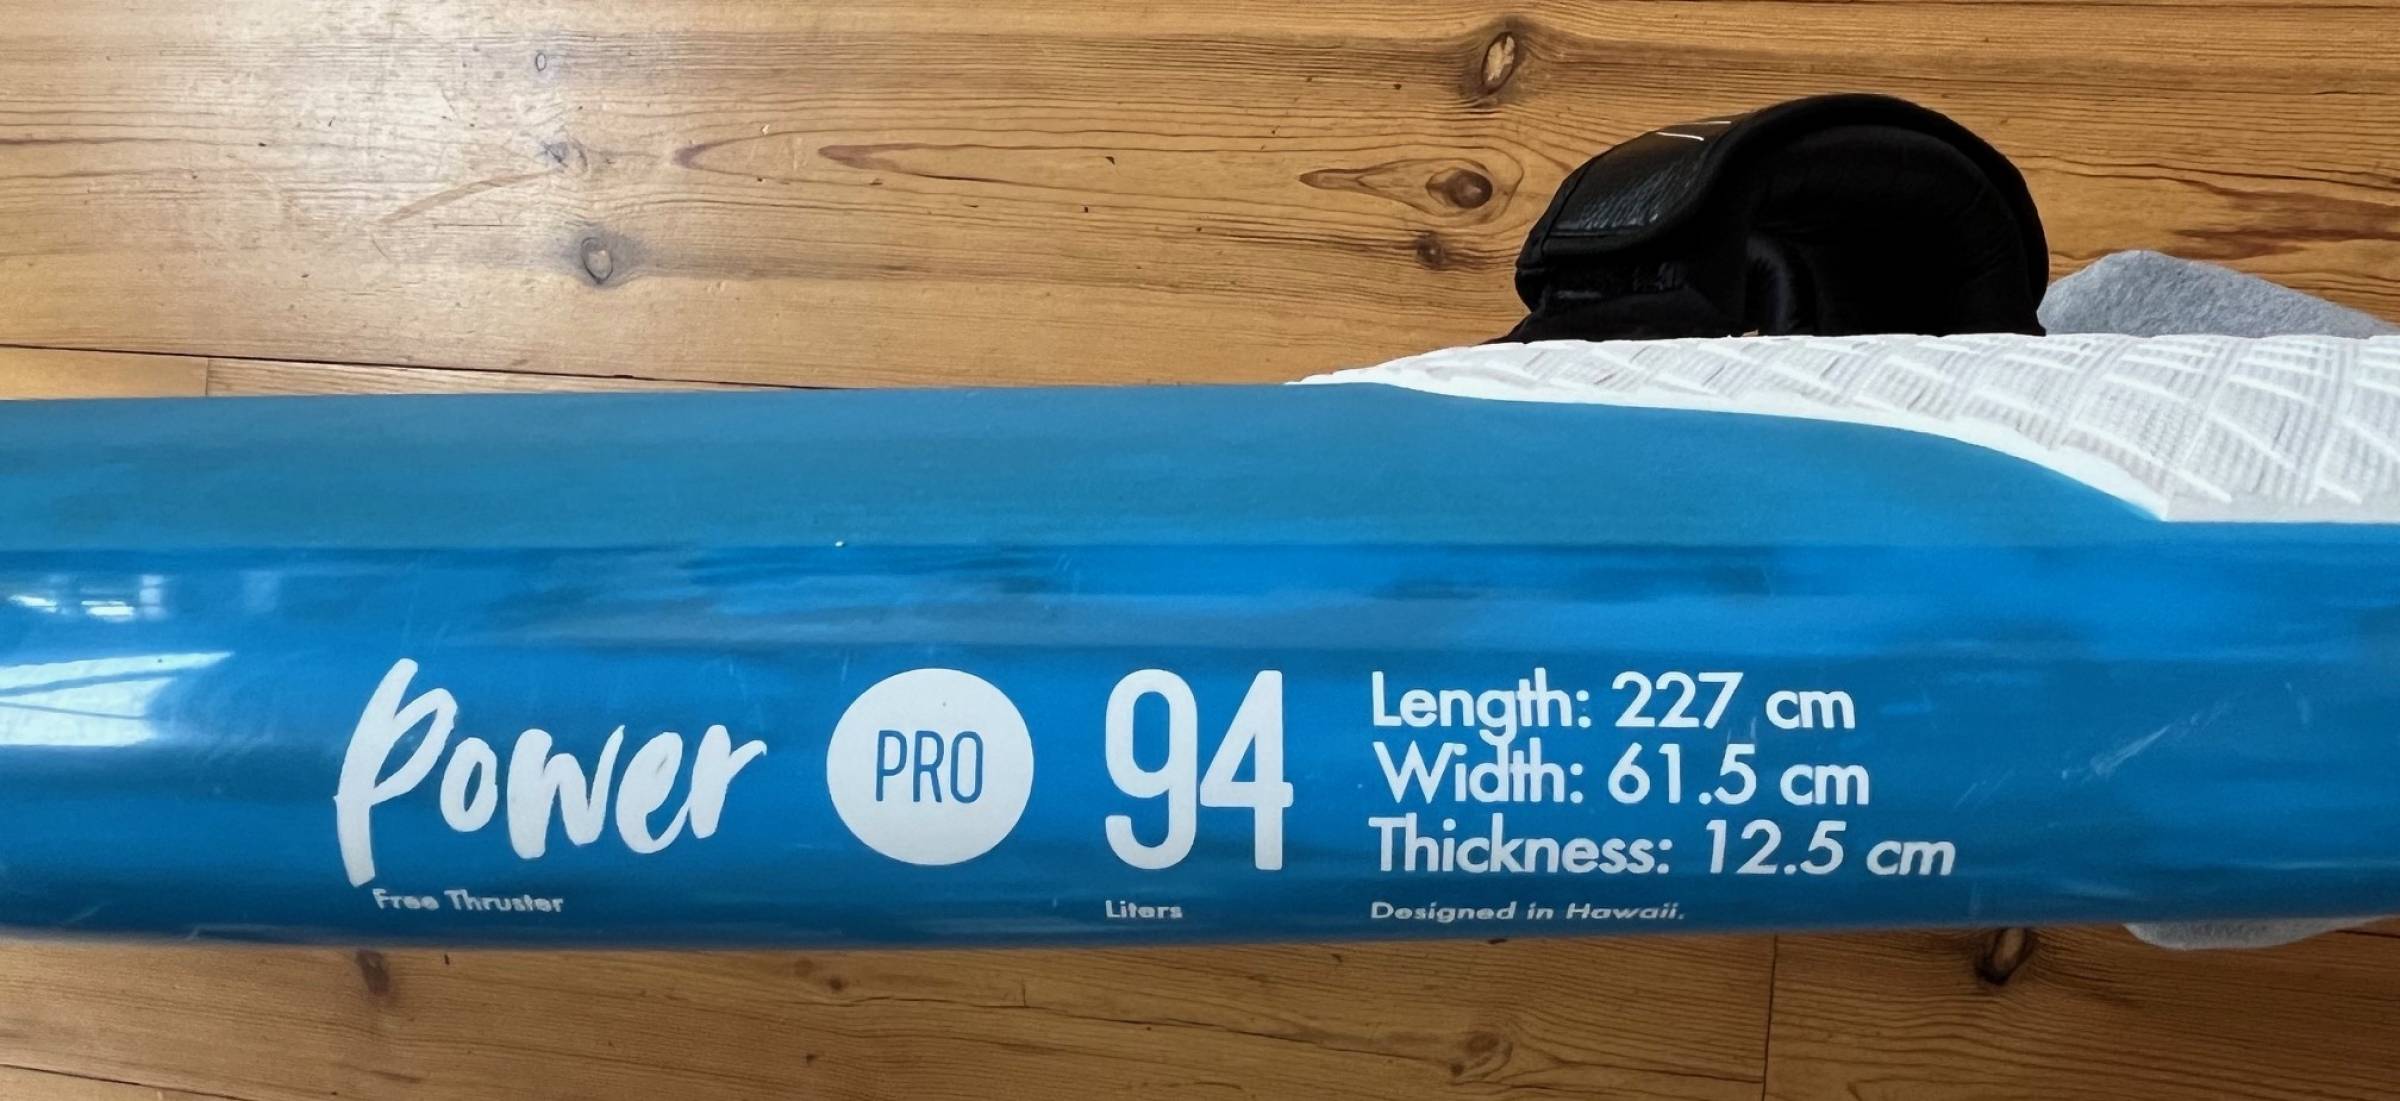 Power PRO 94
Length: 227 cm
Width: 61.5 cm
Thickness: 12.5 cm
Free Thruster
Liters
Designed in Hawaii.